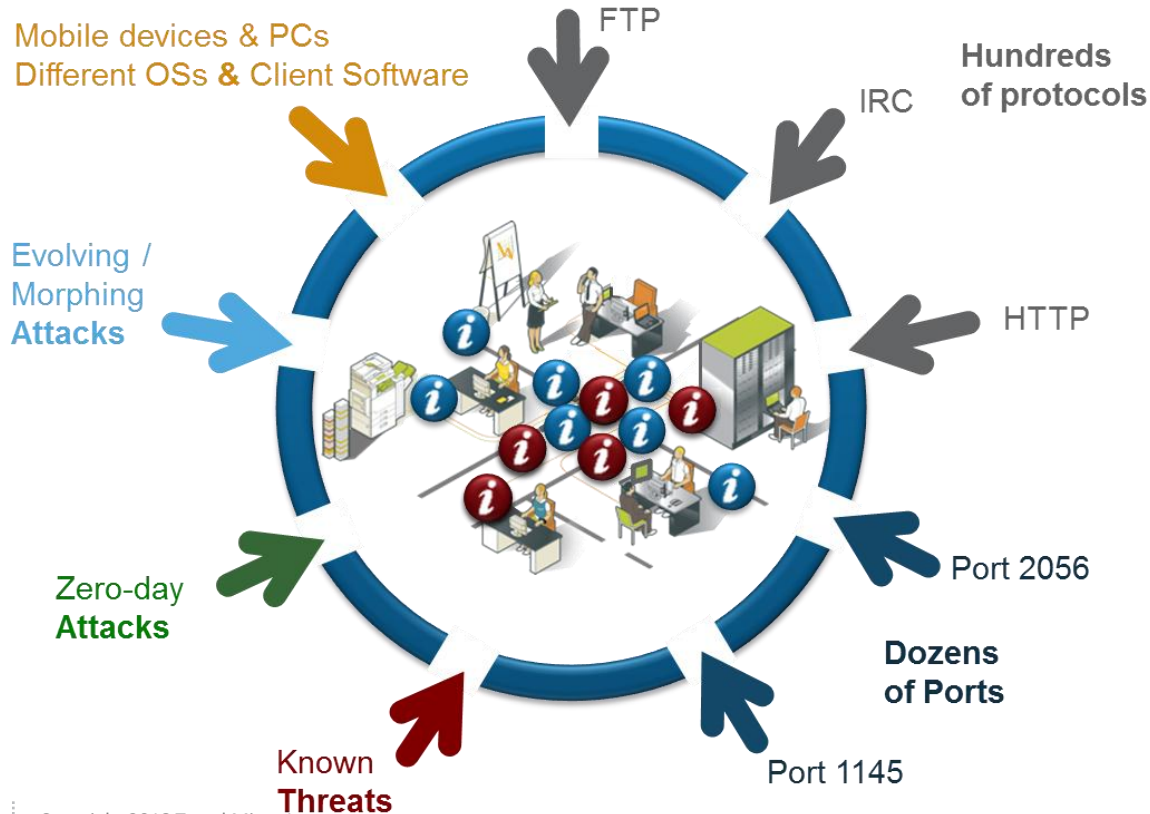 Mobile devices & PCs
Different OSs & Client Software
FTP
IRC
Hundreds
of protocols
Evolving /
Morphing
Attacks
HTTP
Zero-day
Attacks
Port 2056
Dozens
of Ports
Known
Threats
Port 1145
i
i
i
i
i
i
i
i
i
i
i
i
i